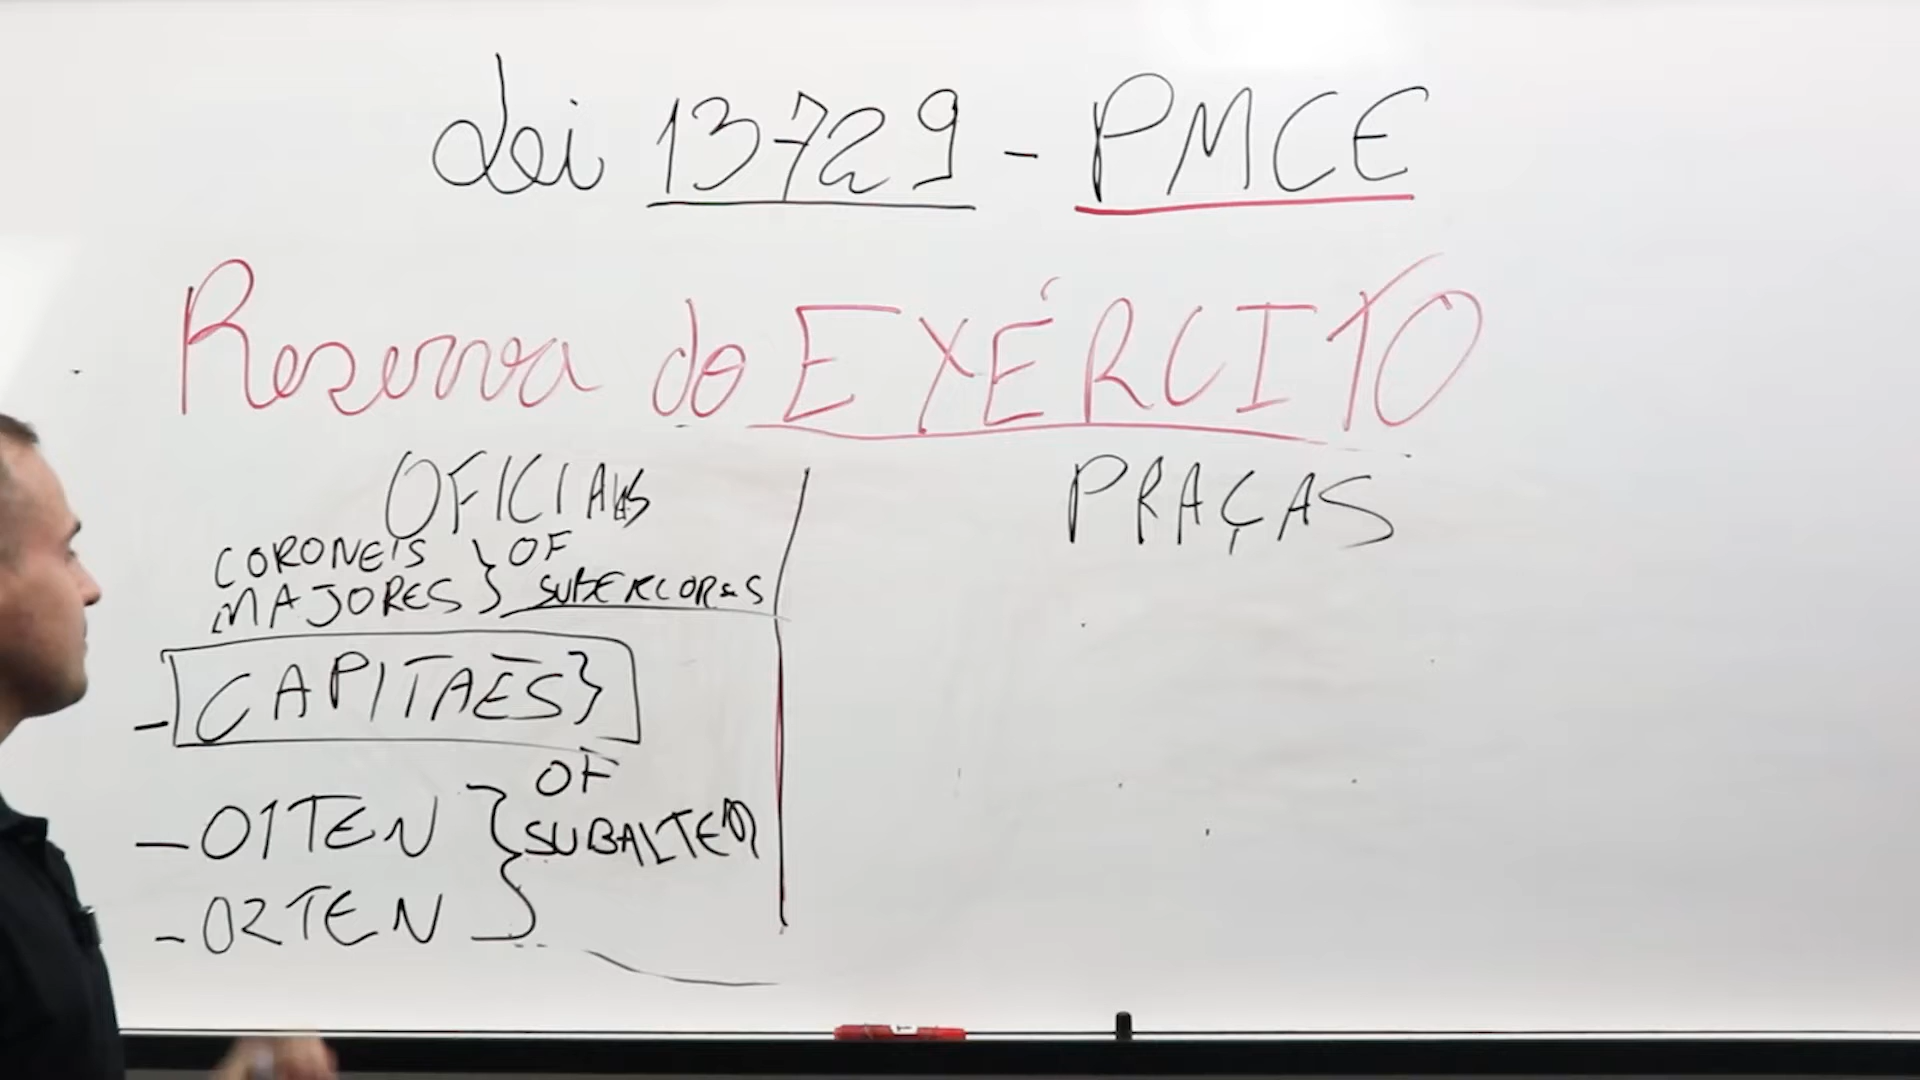 Lei 13729 - PMCE
Reserva do EXÉRCITO
OFICIAIS
CORONEIS } OF
MAJORES } SUPERIORES
- CAPITÃES }
OF
- 01TEN } SUBALTERN
- 02TEN }
PRAÇAS